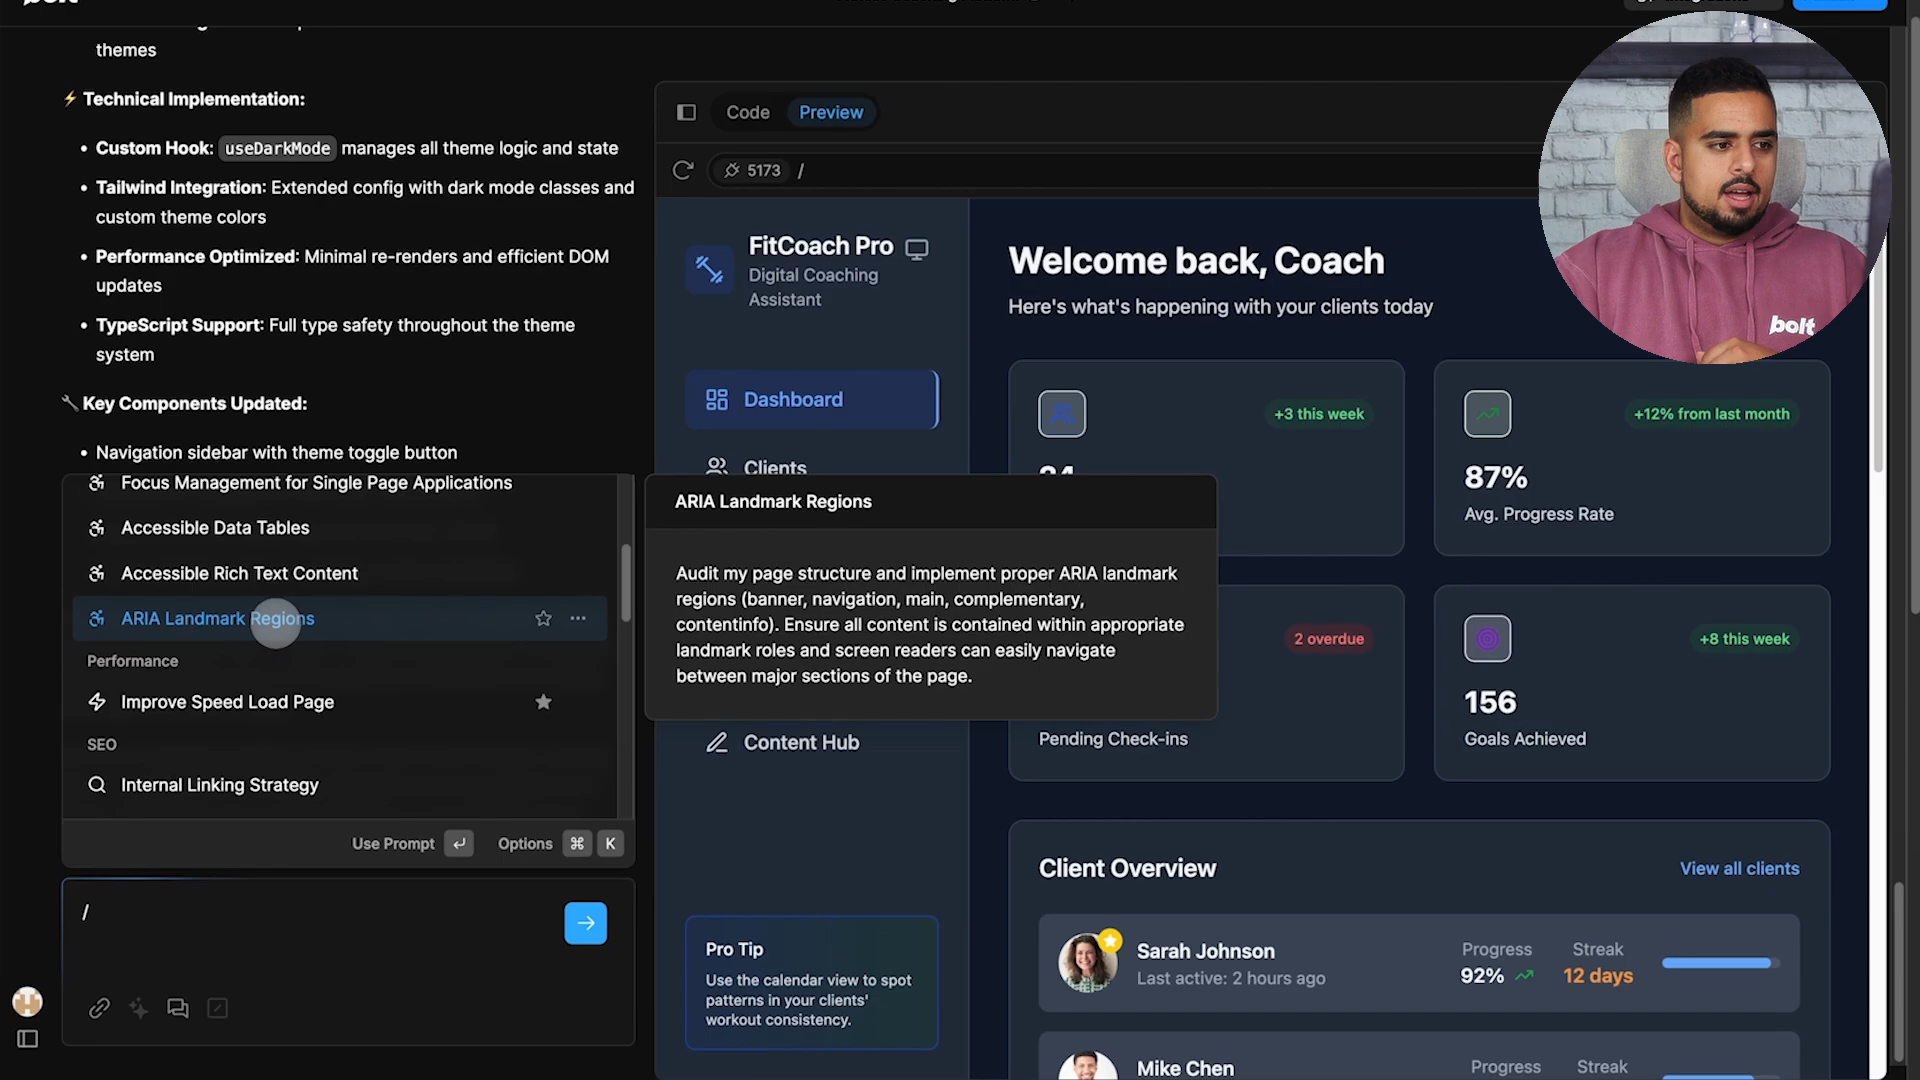 themes
Technical Implementation:
• Custom Hook: useDarkMode manages all theme logic and state
• Tailwind Integration: Extended config with dark mode classes and
custom theme colors
• Performance Optimized: Minimal re-renders and efficient DOM
updates
• TypeScript Support: Full type safety throughout the theme
system
Key Components Updated:
• Navigation sidebar with theme toggle button
Focus Management for Single Page Applications
Accessible Data Tables
Accessible Rich Text Content
ARIA Landmark Regions
Performance
Improve Speed Load Page
SEO
Internal Linking Strategy
Use Prompt
Options ⌘ K
/
Code Preview
5173 /
FitCoach Pro
Digital Coaching
Assistant
Dashboard
Clients
Content Hub
Pro Tip
Use the calendar view to spot
patterns in your clients'
workout consistency.
ARIA Landmark Regions
Audit my page structure and implement proper ARIA landmark
regions (banner, navigation, main, complementary,
contentinfo). Ensure all content is contained within appropriate
landmark roles and screen readers can easily navigate
between major sections of the page.
Welcome back, Coach
Here's what's happening with your clients today
+3 this week
+12% from last month
87%
Avg. Progress Rate
2 overdue
Pending Check-ins
+8 this week
156
Goals Achieved
Client Overview
View all clients
Sarah Johnson
Last active: 2 hours ago
Progress
92%
Streak
12 days
Mike Chen
Progress
Streak
bolt